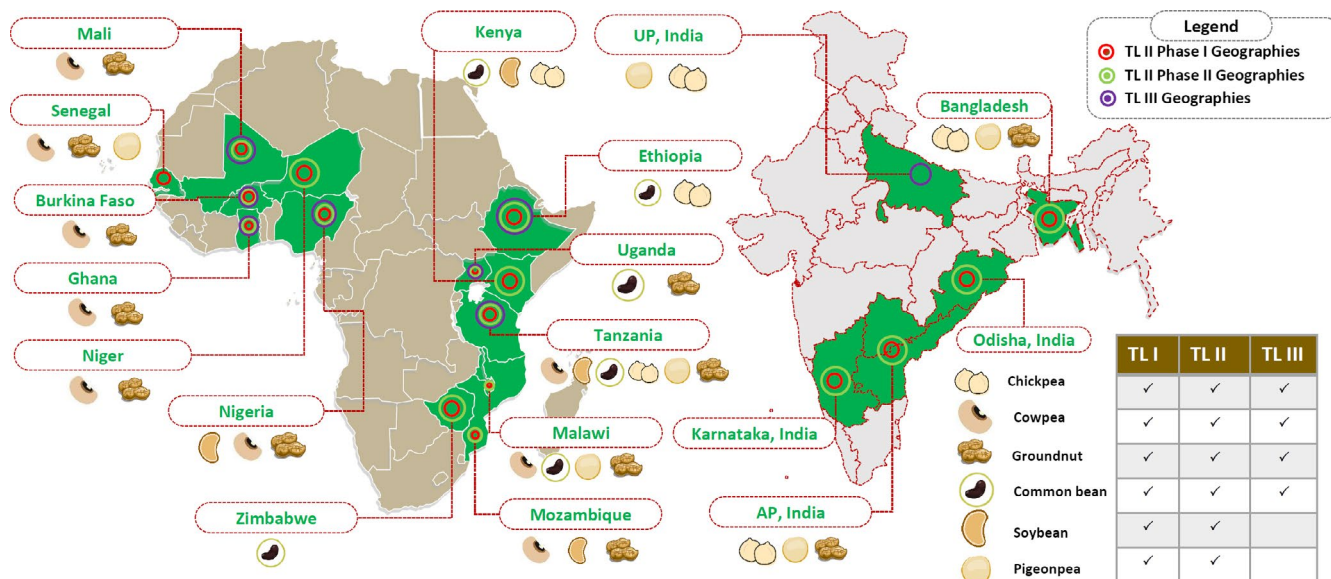 Mali
Kenya
UP, India
Legend
TL II Phase I Geographies
TL II Phase II Geographies
TL III Geographies
Senegal
Bangladesh
Ethiopia
Burkina Faso
Uganda
Ghana
Tanzania
Niger
Odisha, India
Nigeria
Malawi
Karnataka, India
Zimbabwe
Mozambique
AP, India
TL I TL II TL III
Chickpea ✓ ✓ ✓
Cowpea ✓ ✓ ✓
Groundnut ✓ ✓ ✓
Common bean ✓ ✓ ✓
Soybean ✓ ✓
Pigeonpea ✓ ✓